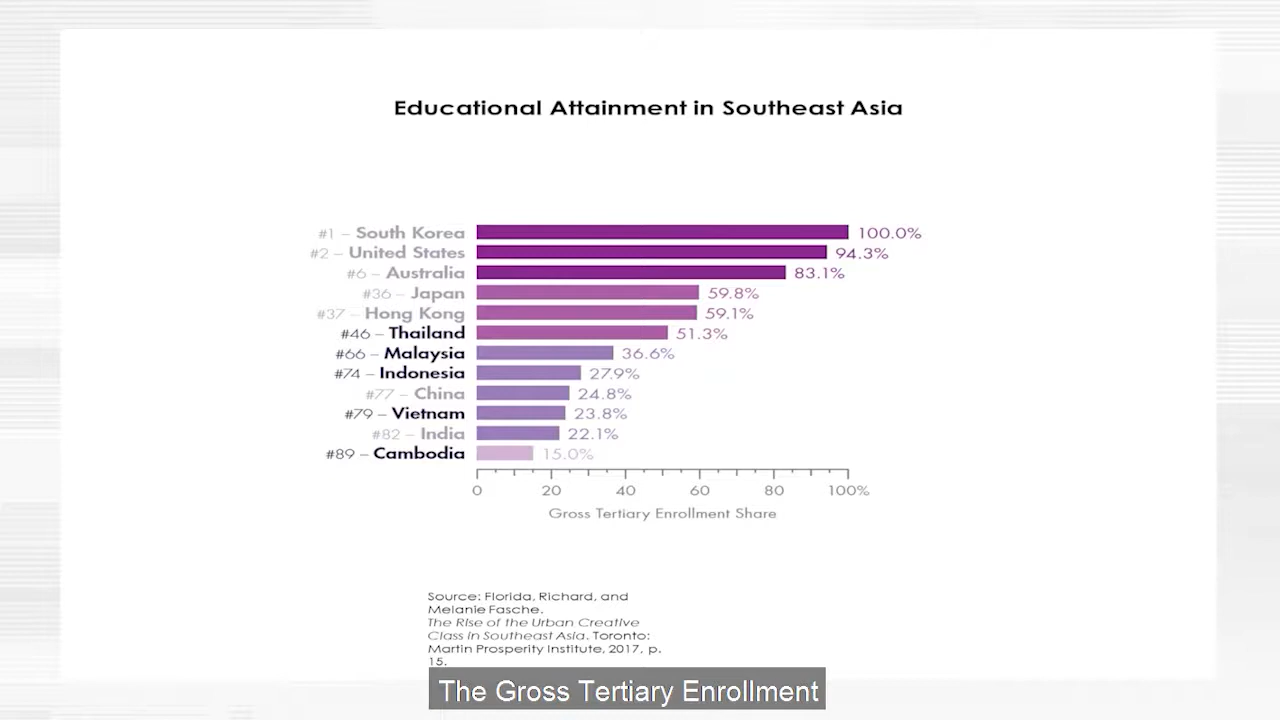 Educational Attainment in Southeast Asia
#1 – South Korea 100.0%
#2 – United States 94.3%
#6 – Australia 83.1%
#36 – Japan 59.8%
#37 – Hong Kong 59.1%
#46 – Thailand 51.3%
#66 – Malaysia 36.6%
#74 – Indonesia 27.9%
#77 – China 24.8%
#79 – Vietnam 23.8%
#82 – India 22.1%
#89 – Cambodia 15.0%
0 20 40 60 80 100%
Gross Tertiary Enrollment Share
Source: Florida, Richard, and
Melanie Fasche.
The Rise of the Urban Creative
Class in Southeast Asia. Toronto:
Martin Prosperity Institute, 2017, p.
15.
The Gross Tertiary Enrollment